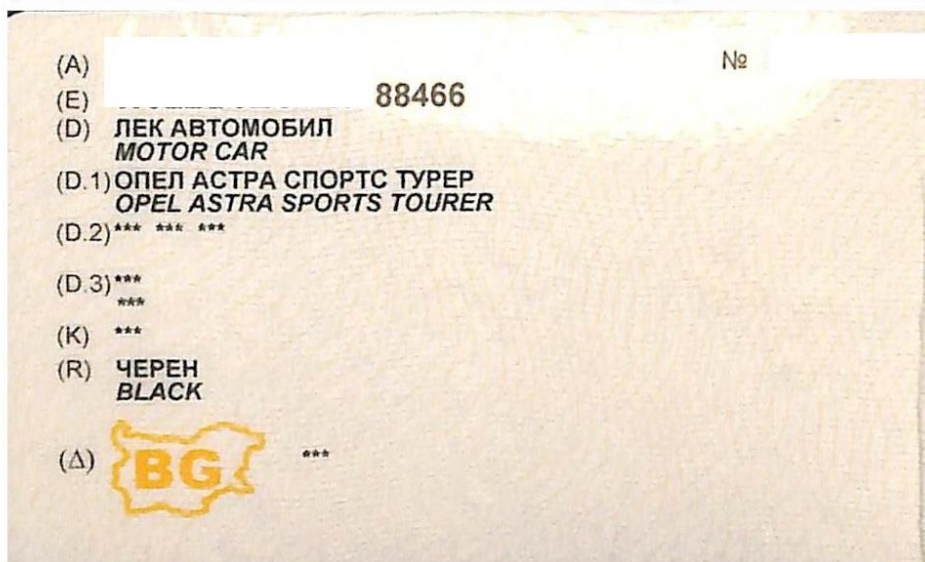 (A) №
(E) 88466
(D) ЛЕК АВТОМОБИЛ
MOTOR CAR
(D.1) ОПЕЛ АСТРА СПОРТС ТУРЕР
OPEL ASTRA SPORTS TOURER
(D.2) *** *** ***
(D.3) ***
***
(K) ***
(R) ЧЕРЕН
BLACK
(Δ) BG ***